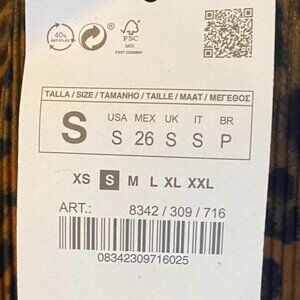 40%
RECYCLED
FSC
MIX
TALLA / SIZE / TAMANHO / TAILLE / MAAT / ΜΕΓΕΘΟΣ
S
USA MEX UK IT BR
S 26 S S P
XS S M L XL XXL
ART.: 8342 / 309 / 716
08342309716025